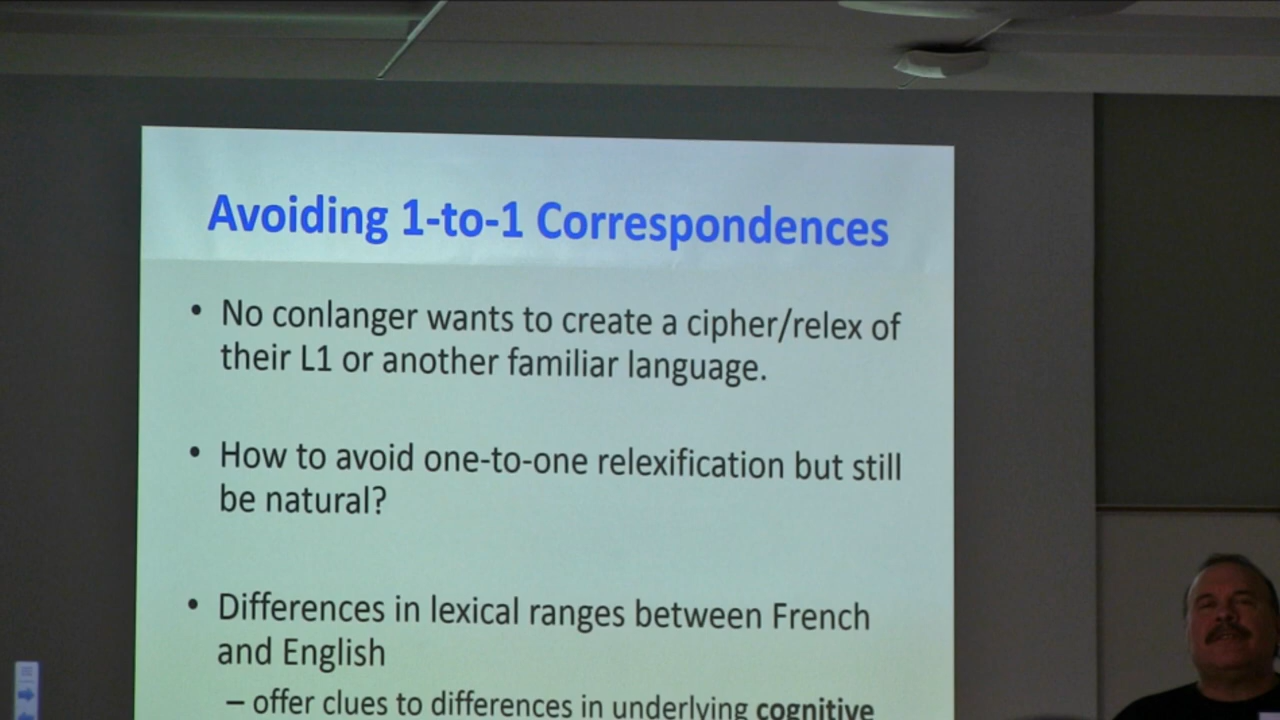 Avoiding 1-to-1 Correspondences
• No conlanger wants to create a cipher/relex of
their L1 or another familiar language.
• How to avoid one-to-one relexification but still
be natural?
• Differences in lexical ranges between French
and English
– offer clues to differences in underlying cognitive